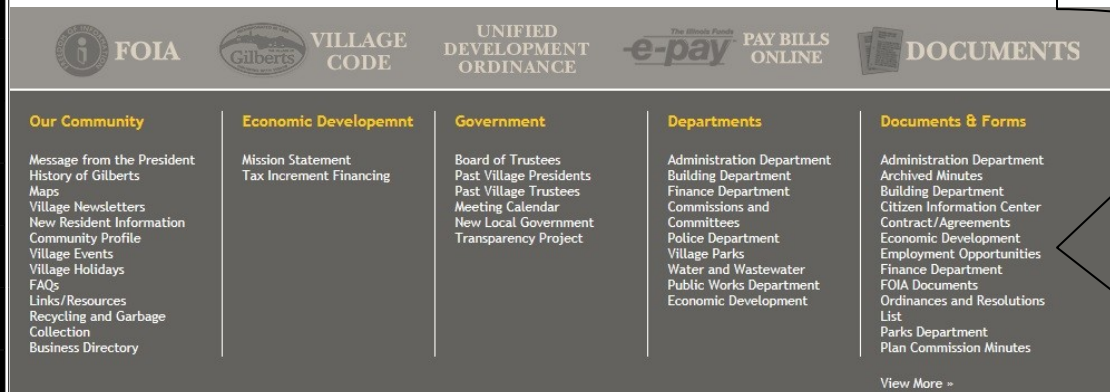 FOIA
Gilberts
VILLAGE
CODE
UNIFIED
DEVELOPMENT
ORDINANCE
The Illinois Funds
e-pay
PAY BILLS
ONLINE
DOCUMENTS
Our Community
Message from the President
History of Gilberts
Maps
Village Newsletters
New Resident Information
Community Profile
Village Events
Village Holidays
FAQs
Links/Resources
Recycling and Garbage
Collection
Business Directory
Economic Developemnt
Mission Statement
Tax Increment Financing
Government
Board of Trustees
Past Village Presidents
Past Village Trustees
Meeting Calendar
New Local Government
Transparency Project
Departments
Administration Department
Building Department
Finance Department
Commissions and
Committees
Police Department
Village Parks
Water and Wastewater
Public Works Department
Economic Development
Documents & Forms
Administration Department
Archived Minutes
Building Department
Citizen Information Center
Contract/Agreements
Economic Development
Employment Opportunities
Finance Department
FOIA Documents
Ordinances and Resolutions
List
Parks Department
Plan Commission Minutes
View More »